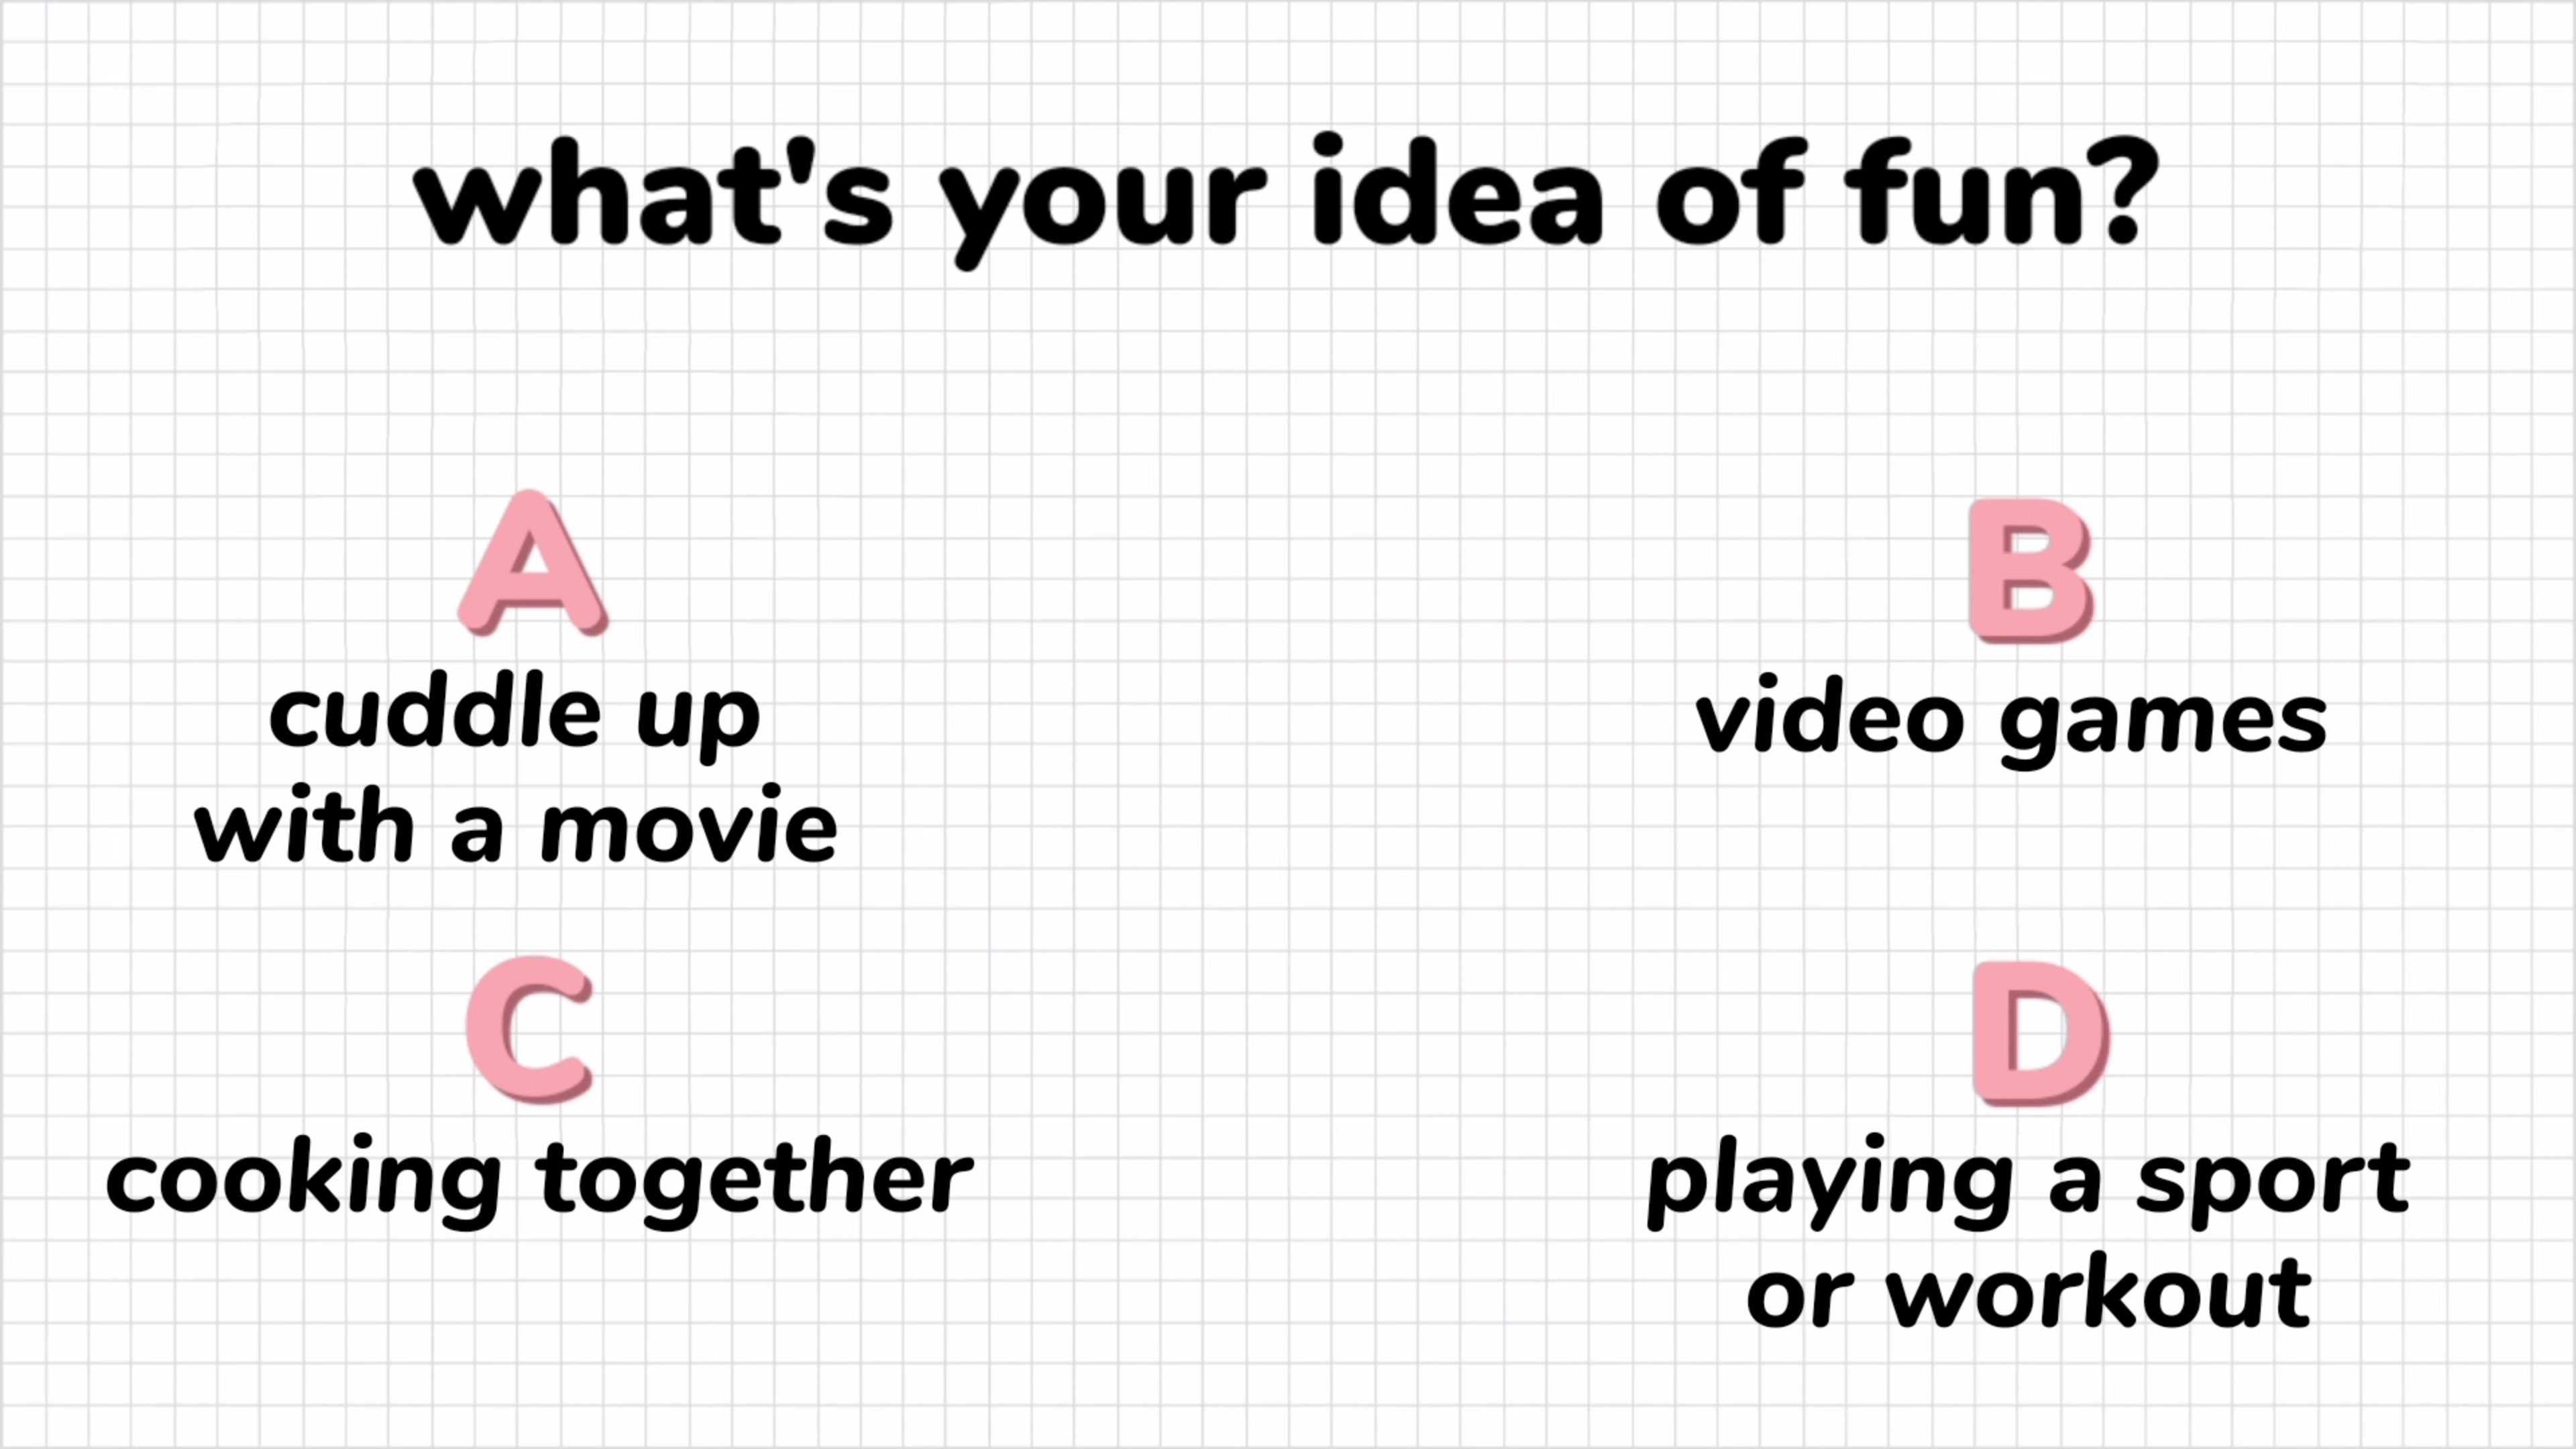 what's your idea of fun?
A
cuddle up
with a movie
B
video games
C
cooking together
D
playing a sport
or workout